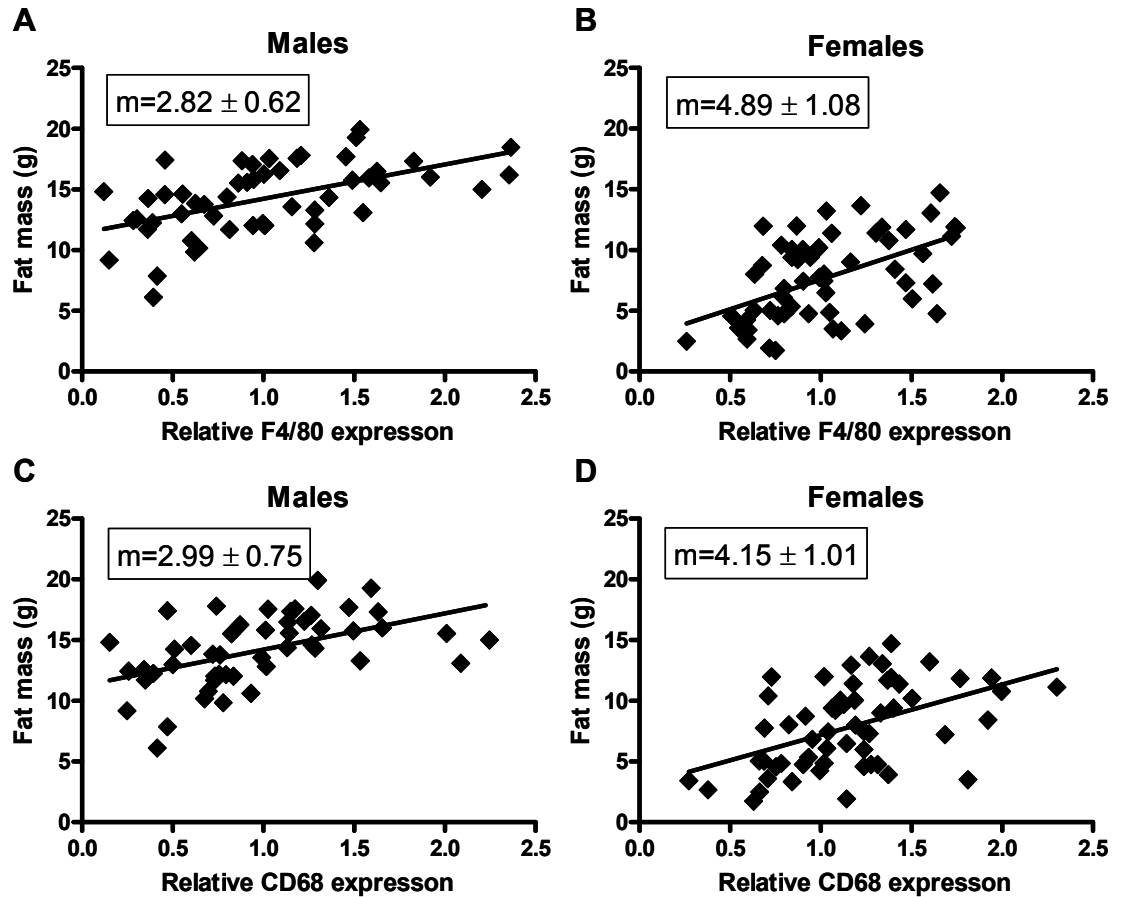 A
Males
m=2.82 ± 0.62
25
20
15
10
5
0
Fat mass (g)
0.0 0.5 1.0 1.5 2.0 2.5
Relative F4/80 expresson
B
Females
m=4.89 ± 1.08
25
20
15
10
5
0
Fat mass (g)
0.0 0.5 1.0 1.5 2.0 2.5
Relative F4/80 expresson
C
Males
m=2.99 ± 0.75
25
20
15
10
5
0
Fat mass (g)
0.0 0.5 1.0 1.5 2.0 2.5
Relative CD68 expresson
D
Females
m=4.15 ± 1.01
25
20
15
10
5
0
Fat mass (g)
0.0 0.5 1.0 1.5 2.0 2.5
Relative CD68 expresson